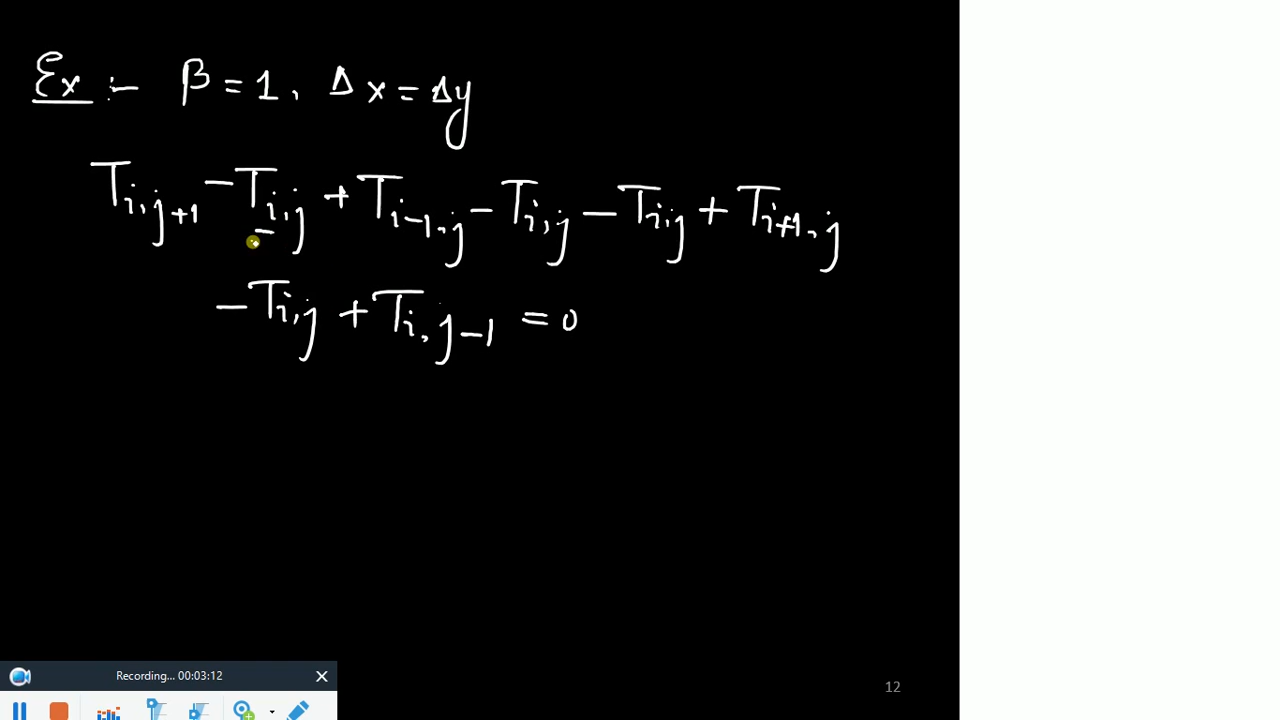 Ex :- β = 1, Δx = Δy
T_{i,j+1} - T_{i,j} + T_{i-1,j} - T_{i,j} - T_{i,j} + T_{i+1,j}
- T_{i,j} + T_{i,j-1} = 0
Recording... 00:03:12
12